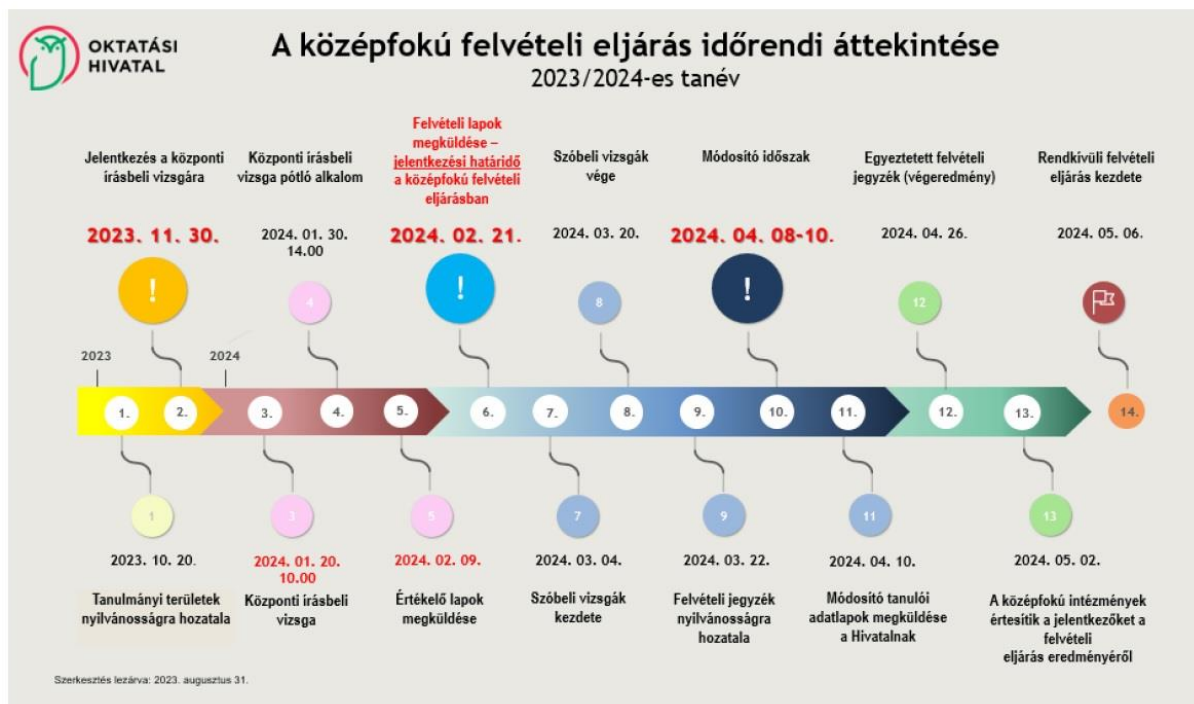 OKTATÁSI
HIVATAL
A középfokú felvételi eljárás időrendi áttekintése
2023/2024-es tanév
Jelentkezés a központi
írásbeli vizsgára
2023. 11. 30.
!
Központi írásbeli
vizsga pótló alkalom
2024. 01. 30.
14.00
4
Felvételi lapok
megküldése –
jelentkezési határidő
a középfokú felvételi
eljárásban
2024. 02. 21.
!
Szóbeli vizsgák
vége
2024. 03. 20.
8
Módosító időszak
2024. 04. 08-10.
!
Egyeztetett felvételi
jegyzék (végeredmény)
2024. 04. 26.
12
Rendkívüli felvételi
eljárás kezdete
2024. 05. 06.
2023
2024
1.
2.
3.
4.
5.
6.
7.
8.
9.
10.
11.
12.
13.
14.
1
2023. 10. 20.
Tanulmányi területek
nyilvánosságra hozatala
3
2024. 01. 20.
10.00
Központi írásbeli
vizsga
5
2024. 02. 09.
Értékelő lapok
megküldése
7
2024. 03. 04.
Szóbeli vizsgák
kezdete
9
2024. 03. 22.
Felvételi jegyzék
nyilvánosságra
hozatala
11
2024. 04. 10.
Módosító tanulói
adatlapok megküldése
a Hivatalnak
13
2024. 05. 02.
A középfokú intézmények
értesítik a jelentkezőket a
felvételi
eljárás eredményéről
Szerkesztés lezárva: 2023. augusztus 31.